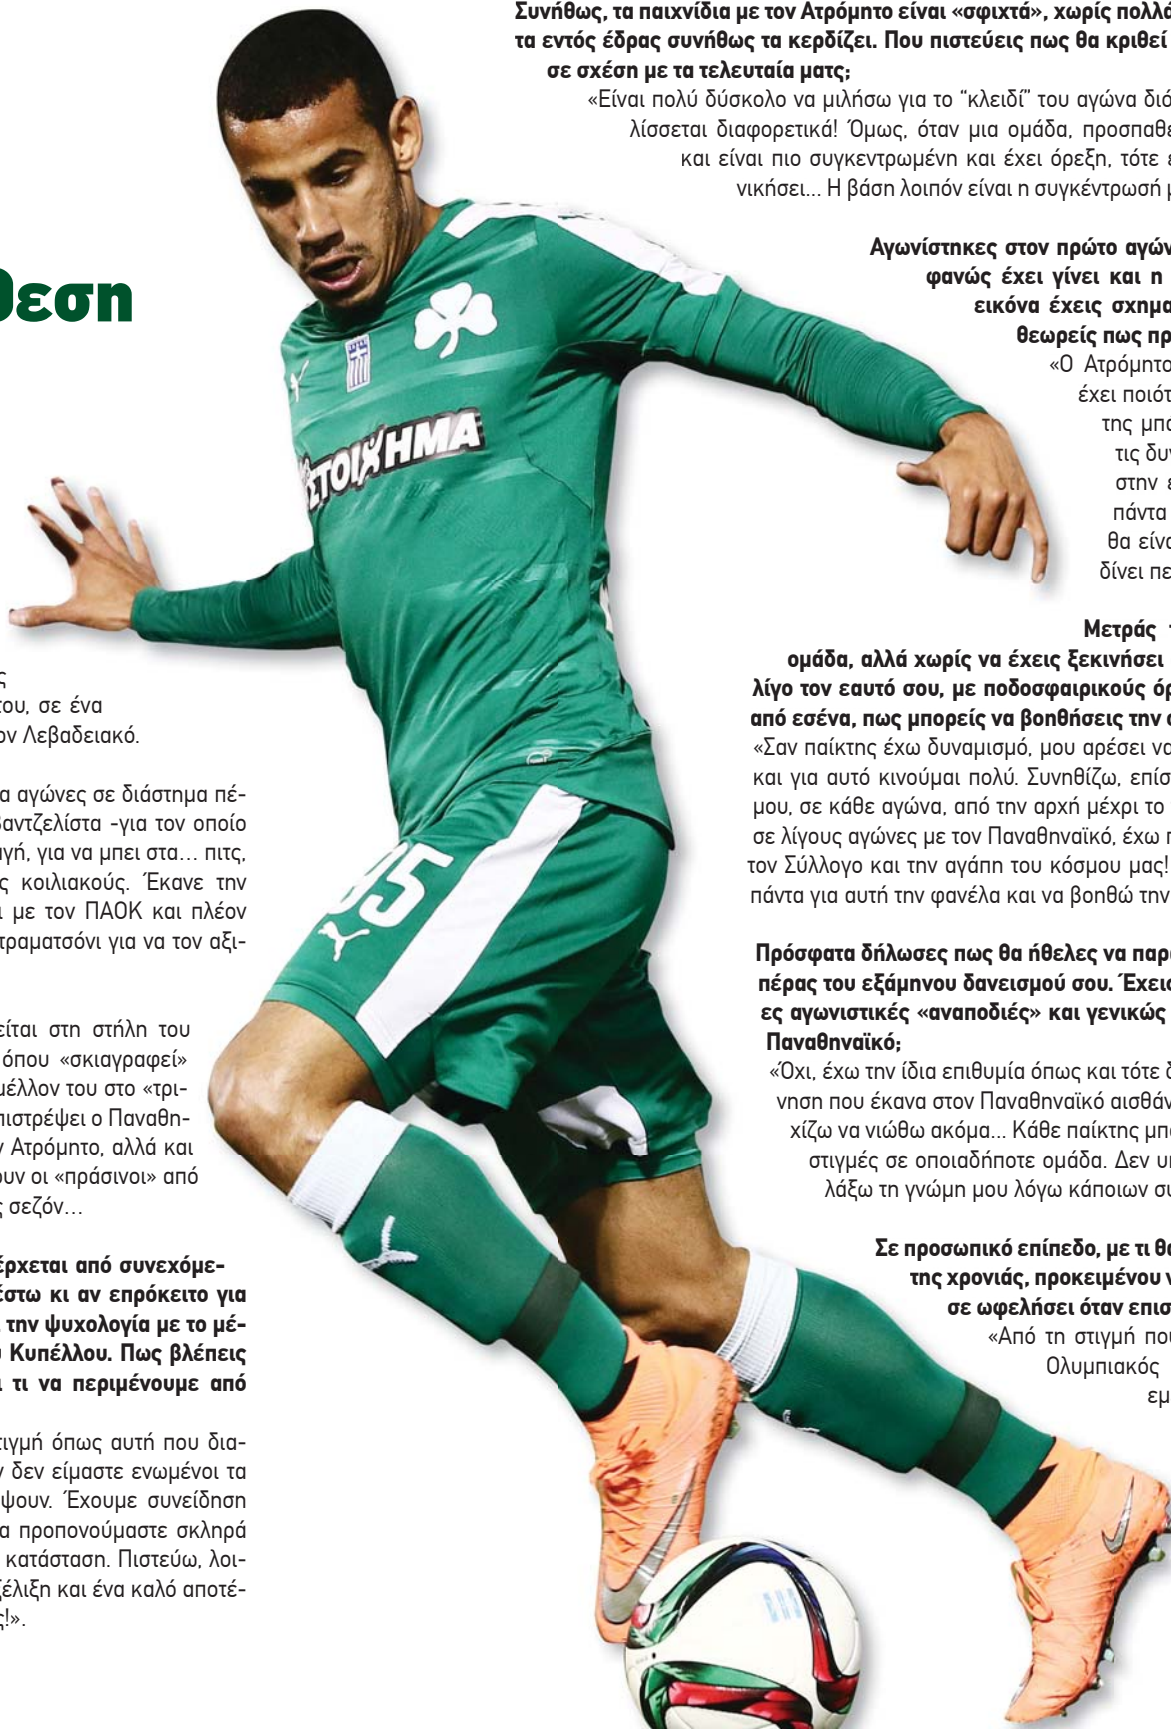 θεση
ς
του, σε ένα
ον Λεβαδειακό.
α αγώνες σε διάστημα πέ-
βαντζελίστα -για τον οποίο
αγή, για να μπει στα… πιτς,
ς κοιλιακούς. Έκανε την
ι με τον ΠΑΟΚ και πλέον
τραματσόνι για να τον αξι-
είται στη στήλη του
όπου «σκιαγραφεί»
μέλλον του στο «τρι-
πιστρέψει ο Παναθη-
ν Ατρόμητο, αλλά και
ουν οι «πράσινοι» από
ς σεζόν…
έρχεται από συνεχόμε-
έστω κι αν επρόκειτο για
ι την ψυχολογία με το μέ-
υ Κυπέλλου. Πως βλέπεις
ι τι να περιμένουμε από
τιγμή όπως αυτή που δια-
ν δεν είμαστε ενωμένοι τα
ψουν. Έχουμε συνείδηση
α προπονούμαστε σκληρά
κατάσταση. Πιστεύω, λοι-
ξέλιξη και ένα καλό αποτέ-
ς!».
Συνήθως, τα παιχνίδια με τον Ατρόμητο είναι «σφιχτά», χωρίς πολλά
τα εντός έδρας συνήθως τα κερδίζει. Που πιστεύεις πως θα κριθεί
σε σχέση με τα τελευταία ματς;
«Είναι πολύ δύσκολο να μιλήσω για το “κλειδί” του αγώνα διό
λίσσεται διαφορετικά! Όμως, όταν μια ομάδα, προσπαθε
και είναι πιο συγκεντρωμένη και έχει όρεξη, τότε ε
νικήσει... Η βάση λοιπόν είναι η συγκέντρωσή μ
Αγωνίστηκες στον πρώτο αγών
φανώς έχει γίνει και η
εικόνα έχεις σχημα
θεωρείς πως πρ
«Ο Ατρόμητο
έχει ποιότ
της μπο
τις δυν
στην ε
πάντα
θα είνα
δίνει πε
Μετράς τ
ομάδα, αλλά χωρίς να έχεις ξεκινήσει
λίγο τον εαυτό σου, με ποδοσφαιρικούς όρ
από εσένα, πως μπορείς να βοηθήσεις την ο
«Σαν παίκτης έχω δυναμισμό, μου αρέσει να
και για αυτό κινούμαι πολύ. Συνηθίζω, επίσ
μου, σε κάθε αγώνα, από την αρχή μέχρι το
σε λίγους αγώνες με τον Παναθηναϊκό, έχω π
τον Σύλλογο και την αγάπη του κόσμου μας!
πάντα για αυτή την φανέλα και να βοηθώ την
Πρόσφατα δήλωσες πως θα ήθελες να παρα
πέρας του εξάμηνου δανεισμού σου. Έχεις
ες αγωνιστικές «αναποδιές» και γενικώς
Παναθηναϊκό;
«Όχι, έχω την ίδια επιθυμία όπως και τότε δ
νηση που έκανα στον Παναθηναϊκό αισθάν
χίζω να νιώθω ακόμα... Κάθε παίκτης μπο
στιγμές σε οποιαδήποτε ομάδα. Δεν υπ
λάξω τη γνώμη μου λόγω κάποιων συ
Σε προσωπικό επίπεδο, με τι θα
της χρονιάς, προκειμένου ν
σε ωφελήσει όταν επισ
«Από τη στιγμή που
Ολυμπιακός
εμ
ΣΤΟΙΧΗΜΑ
95